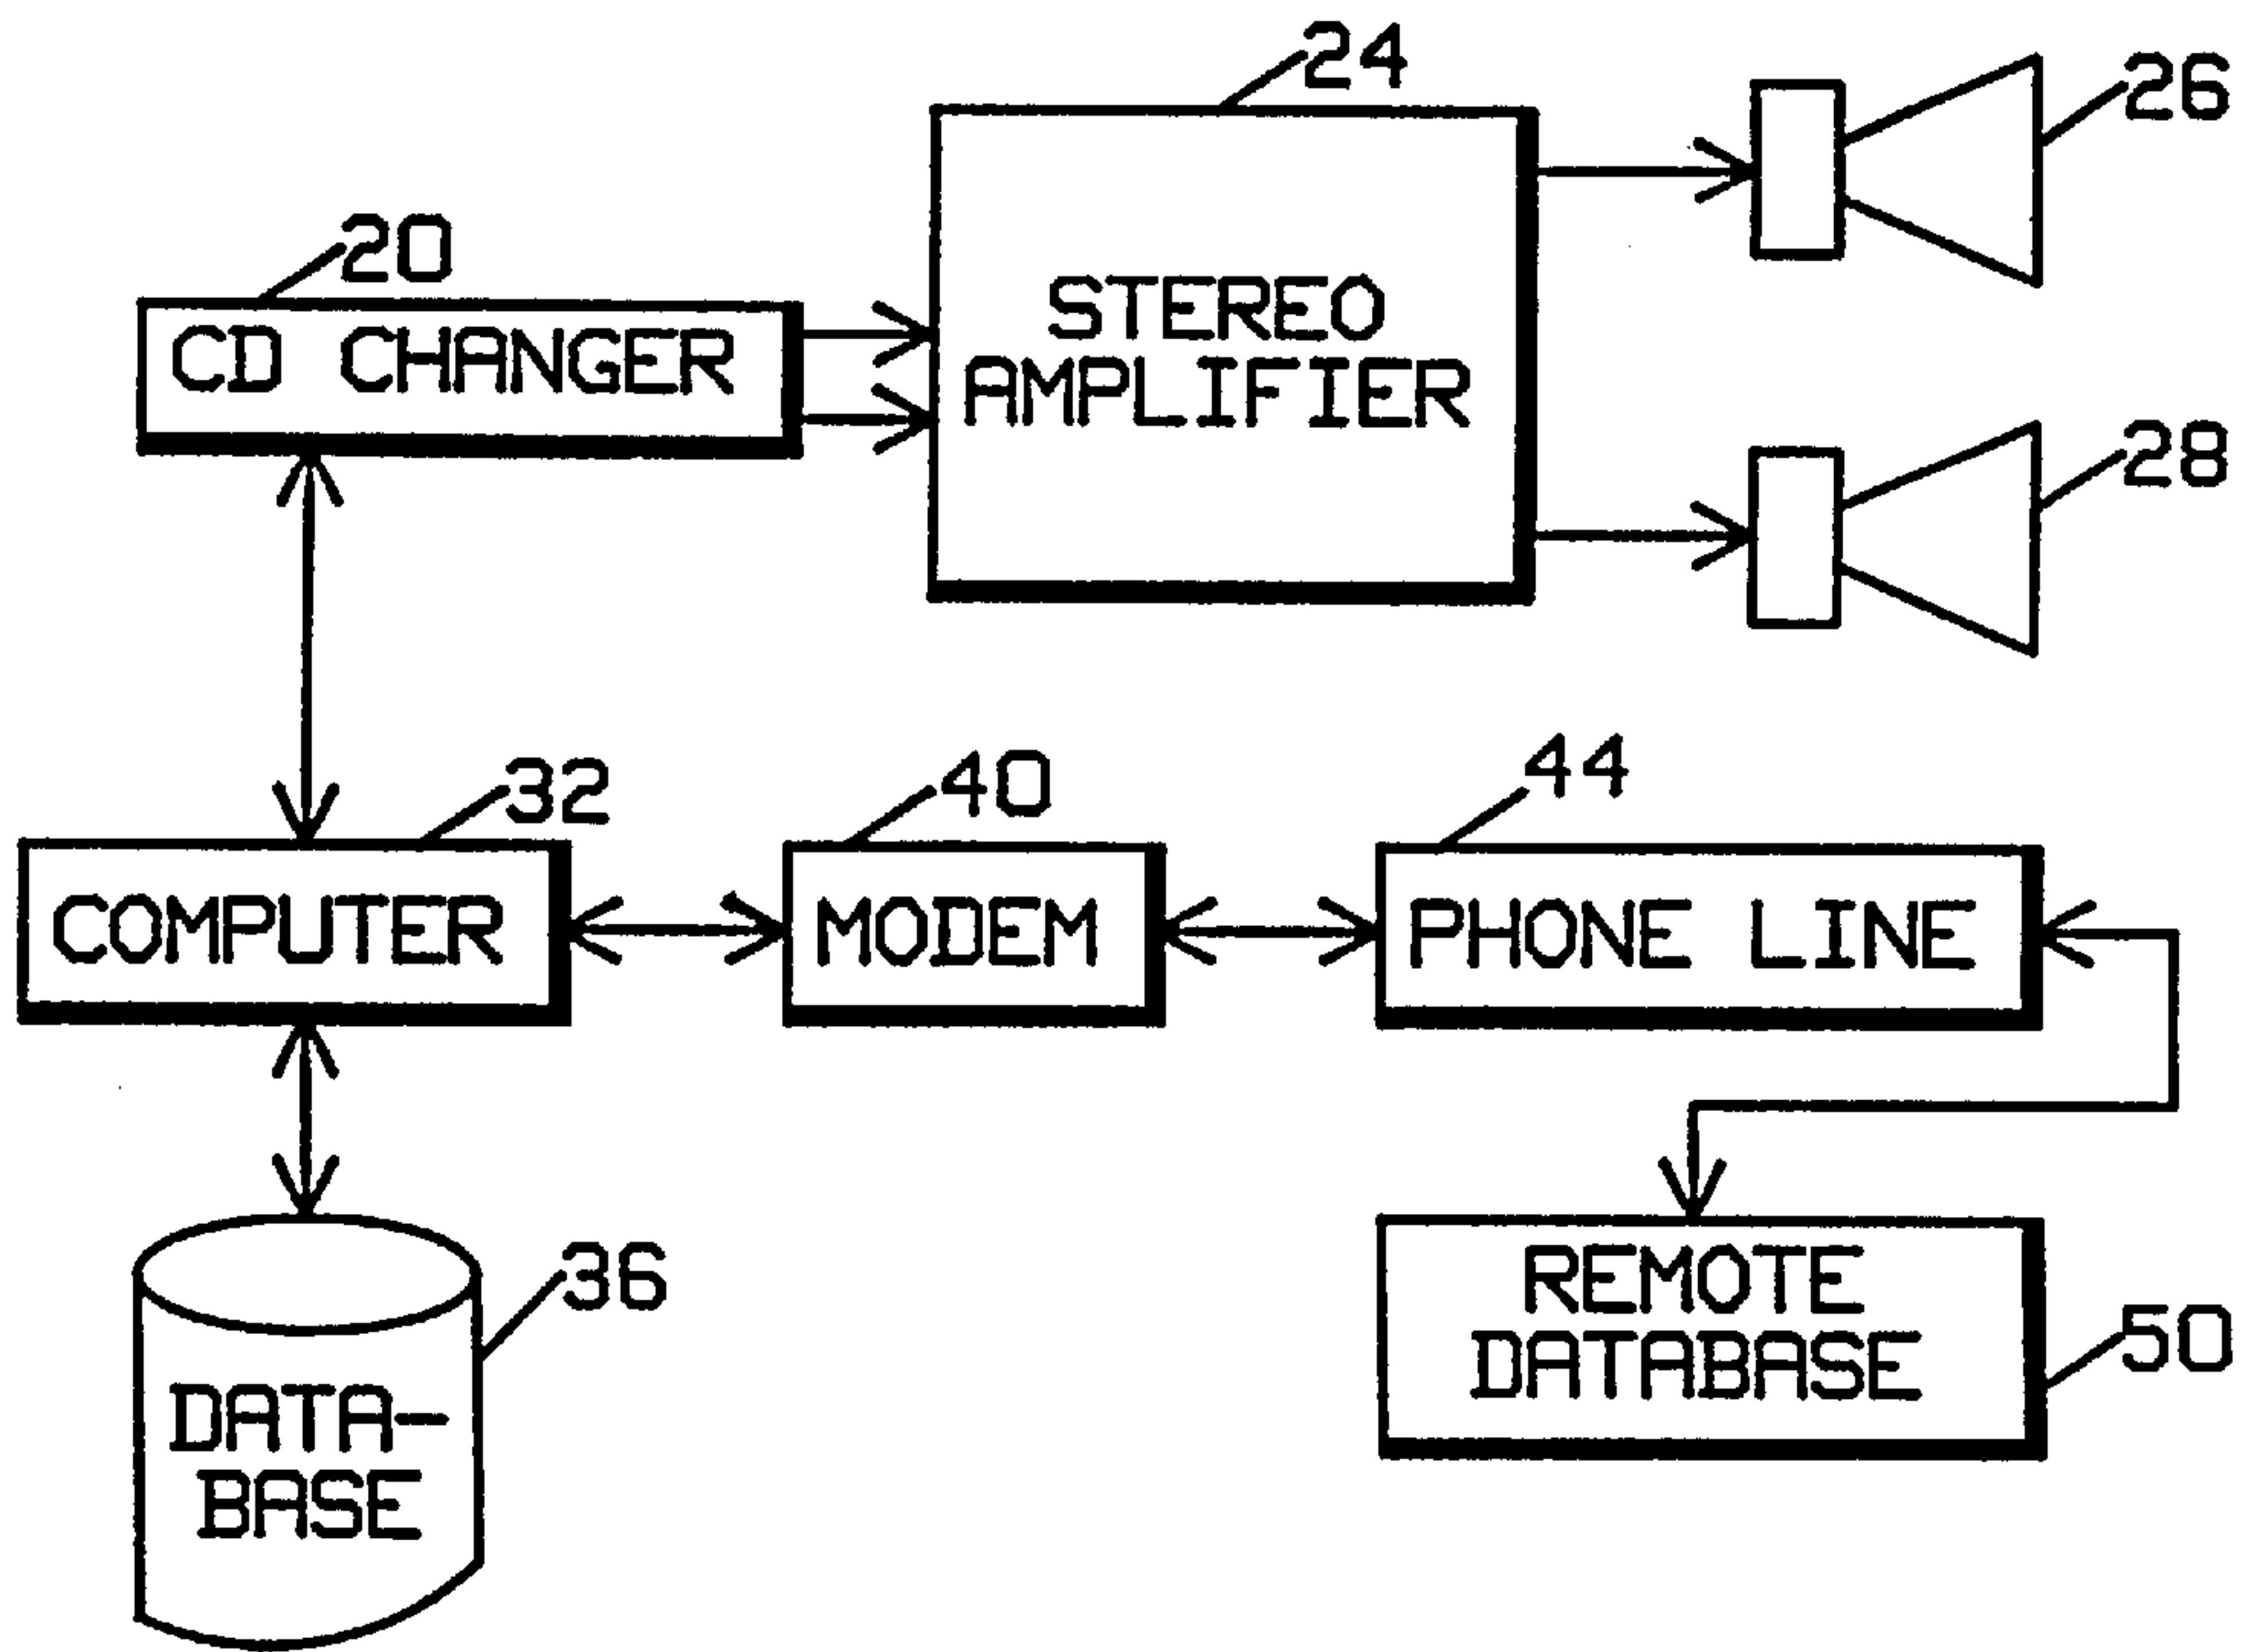 24
26
20
CD CHANGER
STEREO
AMPLIFIER
28
32
40
44
COMPUTER
MODEM
PHONE LINE
36
DATA-
BASE
REMOTE
DATABASE
50